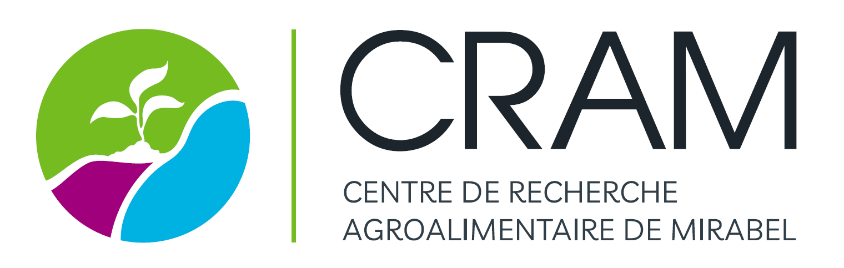 CRAM
CENTRE DE RECHERCHE
AGROALIMENTAIRE DE MIRABEL